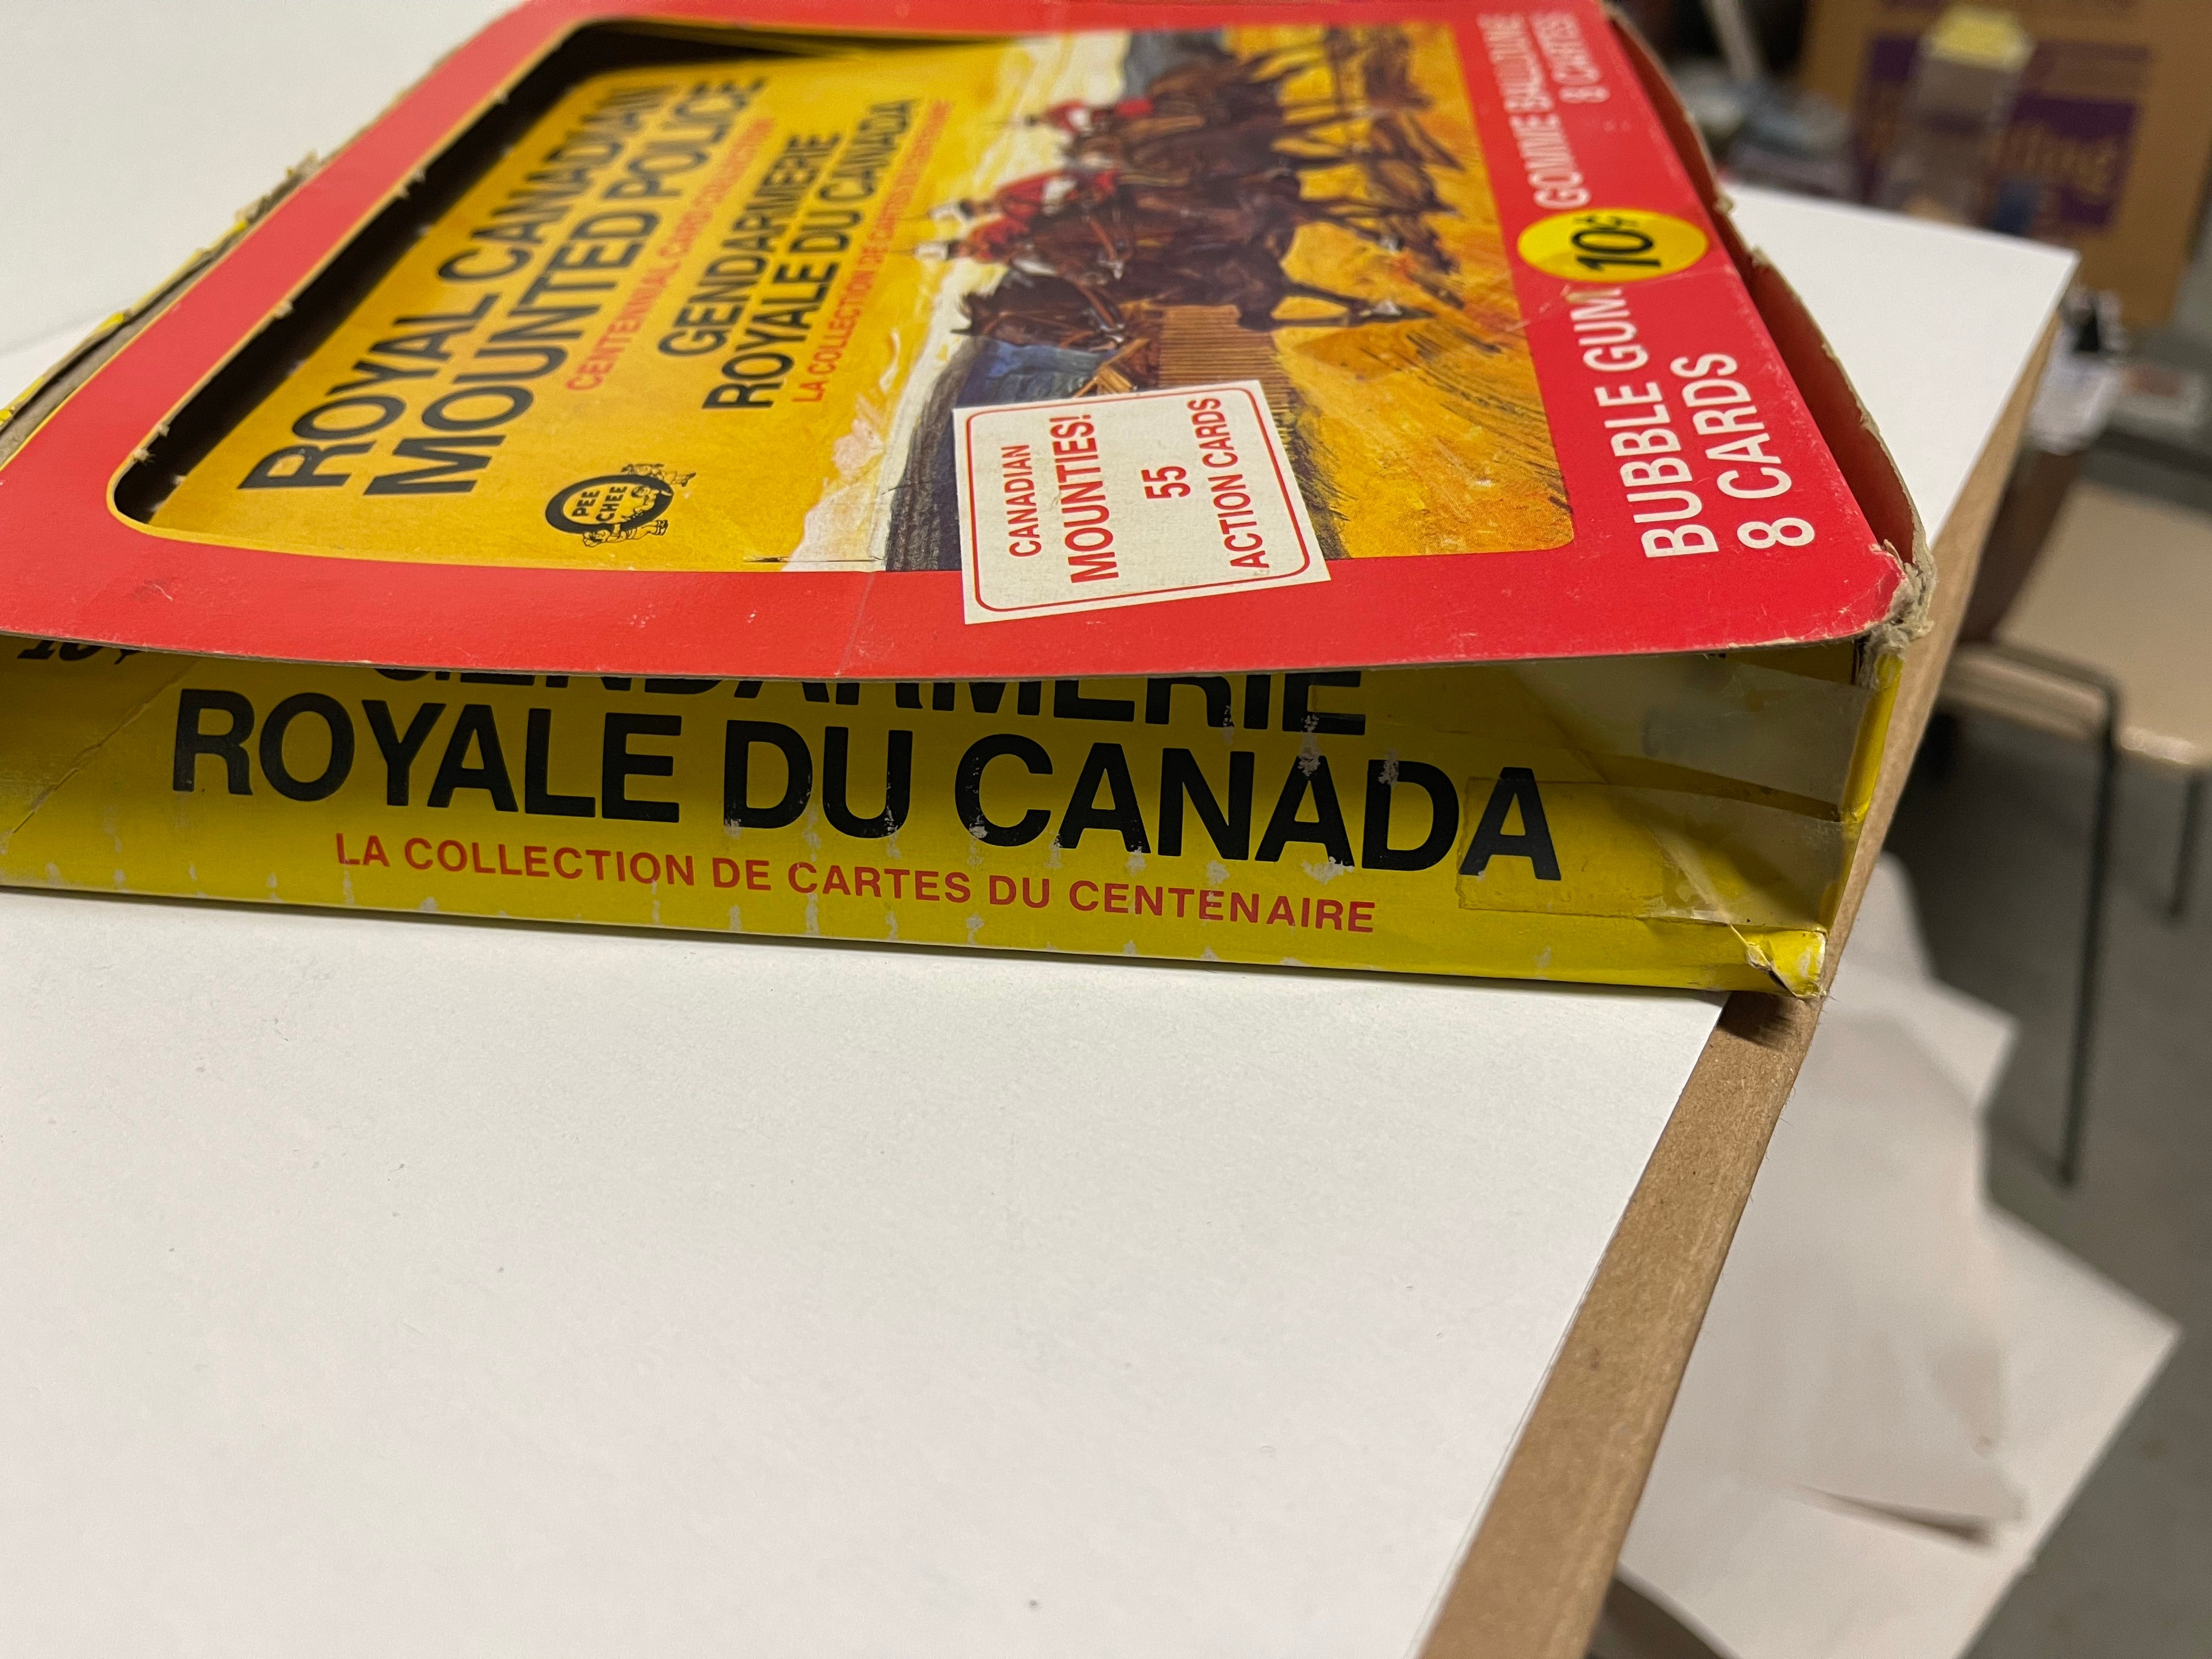 ROYAL CANADIAN
MOUNTED POLICE
CENTENNIAL CARD COLLECTION
GENDARMERIE
ROYALE DU CANADA
LA COLLECTION DE CARTES DU CENTENAIRE
O
PEE
CHEE
CANADIAN
MOUNTIES!
55
ACTION CARDS
BUBBLE GUM
8 CARDS
10¢
GOMME BALLOUNE
8 CARTES
10¢
GENDARMERIE
ROYALE DU CANADA
LA COLLECTION DE CARTES DU CENTENAIRE